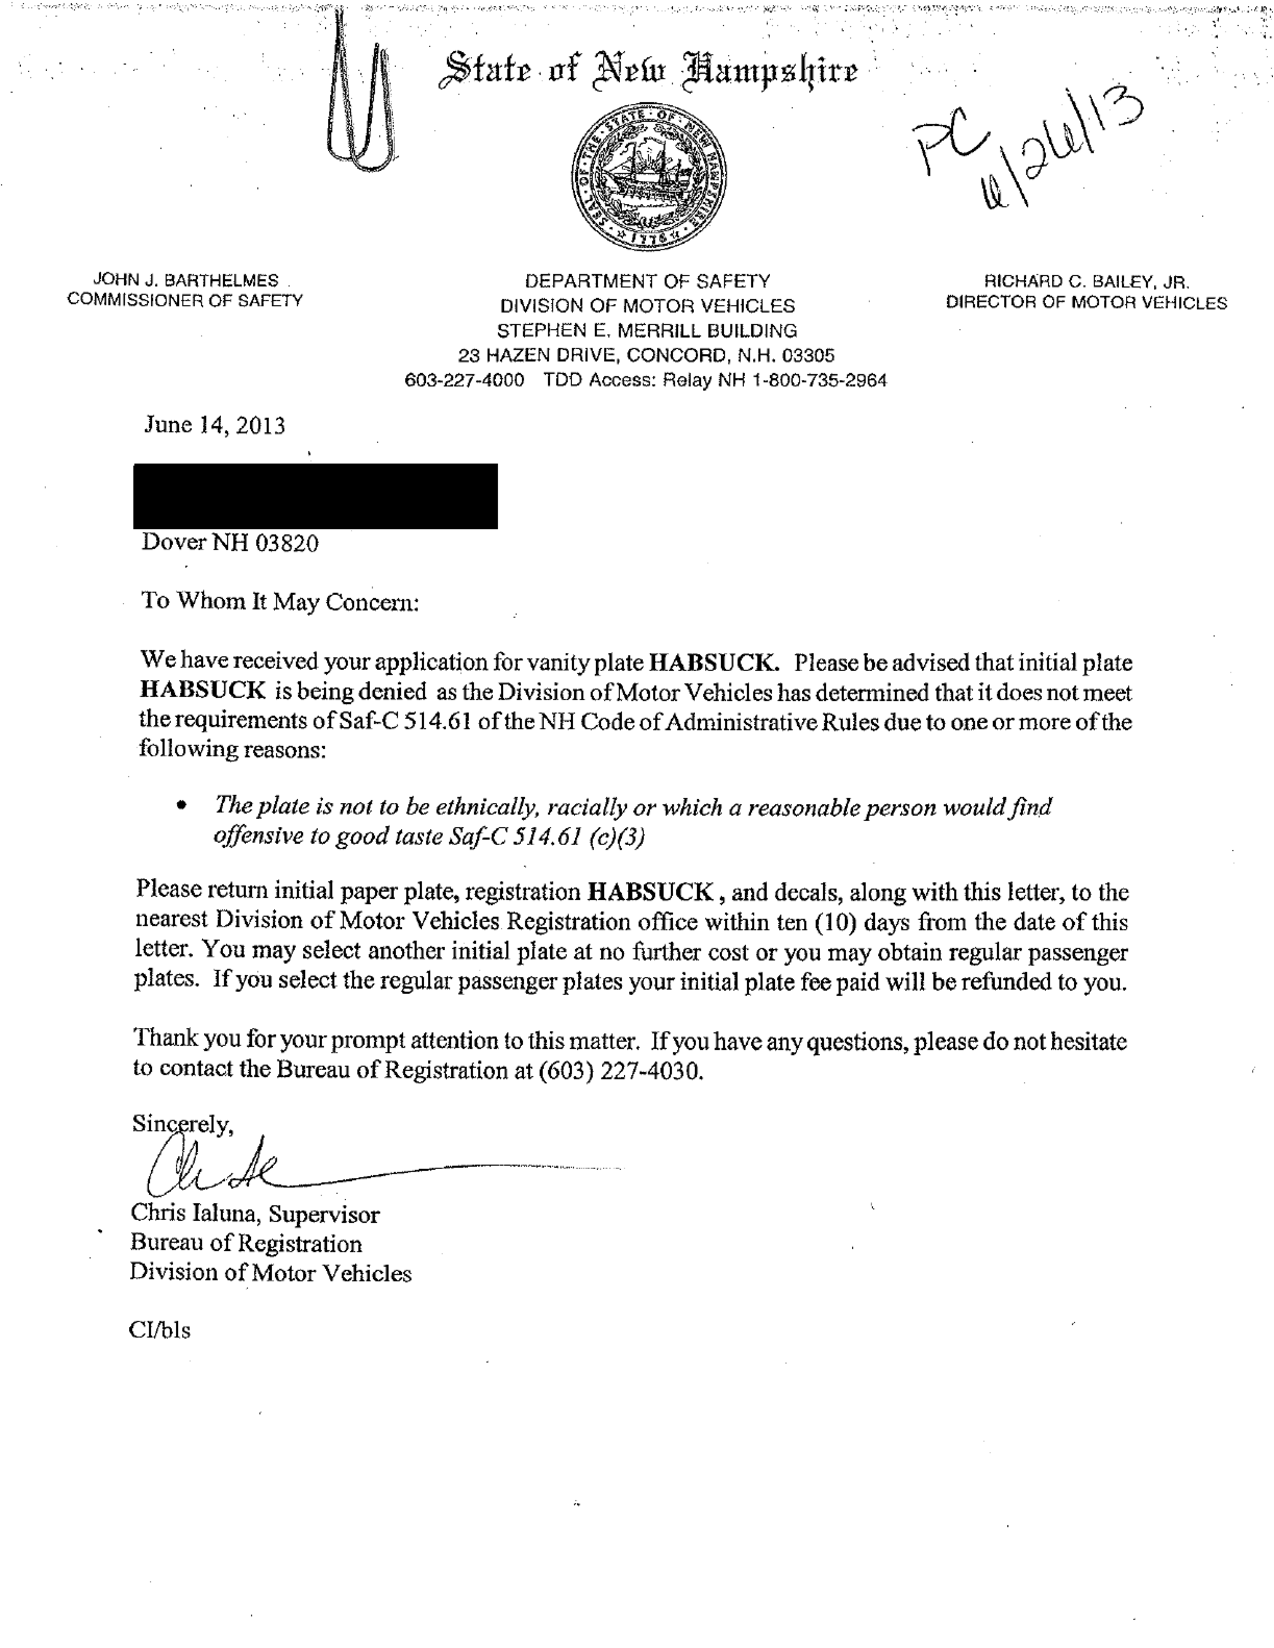 State of New Hampshire
PC
6/26/13
SEAL · OF · THE · STATE · OF · NEW HAMPSHIRE
· 1776 ·
JOHN J. BARTHELMES
COMMISSIONER OF SAFETY
DEPARTMENT OF SAFETY
DIVISION OF MOTOR VEHICLES
STEPHEN E. MERRILL BUILDING
23 HAZEN DRIVE, CONCORD, N.H. 03305
603-227-4000 TDD Access: Relay NH 1-800-735-2964
RICHARD C. BAILEY, JR.
DIRECTOR OF MOTOR VEHICLES
June 14, 2013
Dover NH 03820
To Whom It May Concern:
We have received your application for vanity plate HABSUCK. Please be advised that initial plate
HABSUCK is being denied as the Division of Motor Vehicles has determined that it does not meet
the requirements of Saf-C 514.61 of the NH Code of Administrative Rules due to one or more of the
following reasons:
• The plate is not to be ethnically, racially or which a reasonable person would find
offensive to good taste Saf-C 514.61 (c)(3)
Please return initial paper plate, registration HABSUCK , and decals, along with this letter, to the
nearest Division of Motor Vehicles Registration office within ten (10) days from the date of this
letter. You may select another initial plate at no further cost or you may obtain regular passenger
plates. If you select the regular passenger plates your initial plate fee paid will be refunded to you.
Thank you for your prompt attention to this matter. If you have any questions, please do not hesitate
to contact the Bureau of Registration at (603) 227-4030.
Sincerely,
Chris Ialuna, Supervisor
Bureau of Registration
Division of Motor Vehicles
CI/bls